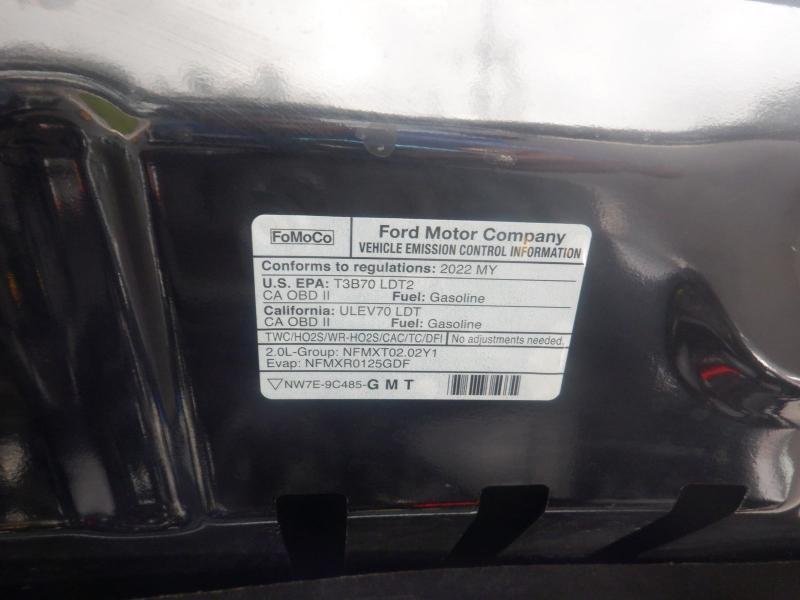 FoMoCo
Ford Motor Company
VEHICLE EMISSION CONTROL INFORMATION
Conforms to regulations: 2022 MY
U.S. EPA: T3B70 LDT2
CA OBD II Fuel: Gasoline
California: ULEV70 LDT
CA OBD II Fuel: Gasoline
TWC/HO2S/WR-HO2S/CAC/TC/DFI No adjustments needed.
2.0L-Group: NFMXT02.02Y1
Evap: NFMXR0125GDF
NW7E-9C485-G M T